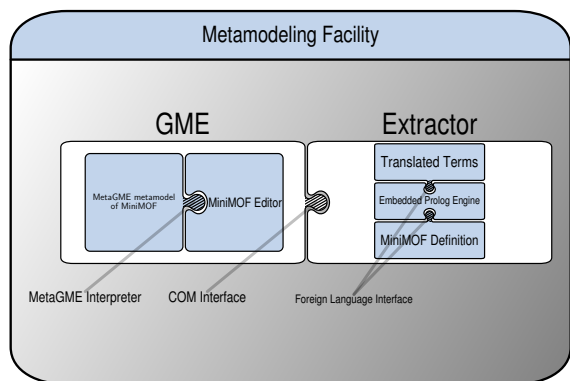 Metamodeling Facility
GME
Extractor
MetaGME metamodel
of MiniMOF
MiniMOF Editor
Translated Terms
Embedded Prolog Engine
MiniMOF Definition
MetaGME Interpreter
COM Interface
Foreign Language Interface